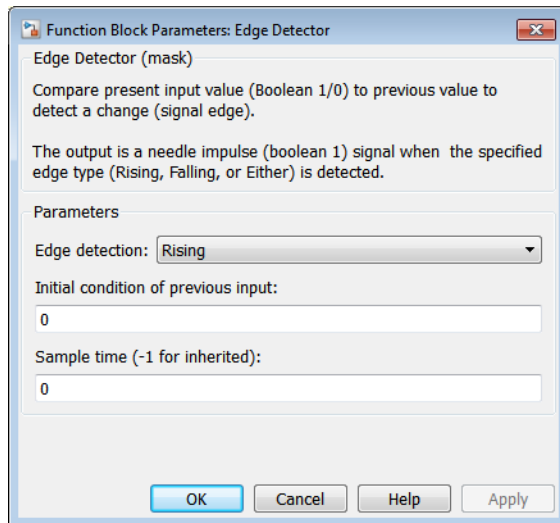 Function Block Parameters: Edge Detector
Edge Detector (mask)
Compare present input value (Boolean 1/0) to previous value to
detect a change (signal edge).
The output is a needle impulse (boolean 1) signal when the specified
edge type (Rising, Falling, or Either) is detected.
Parameters
Edge detection: Rising
Initial condition of previous input:
0
Sample time (-1 for inherited):
0
OK Cancel Help Apply